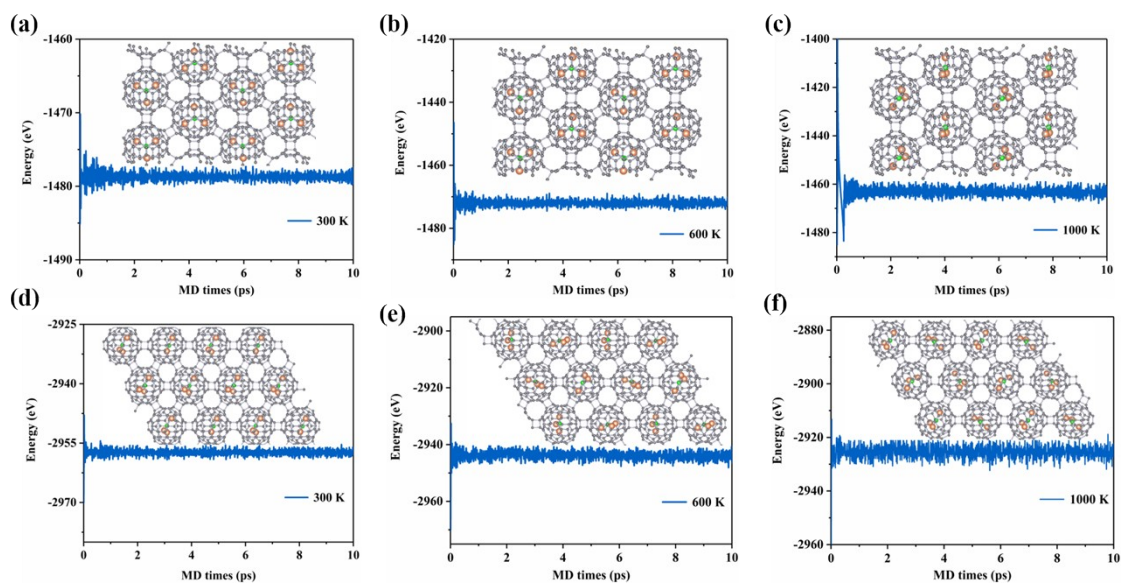 (a)
-1460
-1470
-1480
-1490
Energy (eV)
300 K
0 2 4 6 8 10
MD times (ps)
(b)
-1420
-1440
-1460
-1480
Energy (eV)
600 K
0 2 4 6 8 10
MD times (ps)
(c)
-1400
-1420
-1440
-1460
-1480
Energy (eV)
1000 K
0 2 4 6 8 10
MD times (ps)
(d)
-2925
-2940
-2955
-2970
Energy (eV)
300 K
0 2 4 6 8 10
MD times (ps)
(e)
-2900
-2920
-2940
-2960
Energy (eV)
600 K
0 2 4 6 8 10
MD times (ps)
(f)
-2880
-2900
-2920
-2940
-2960
Energy (eV)
1000 K
0 2 4 6 8 10
MD times (ps)